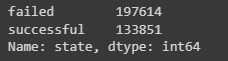 failed 197614
successful 133851
Name: state, dtype: int64